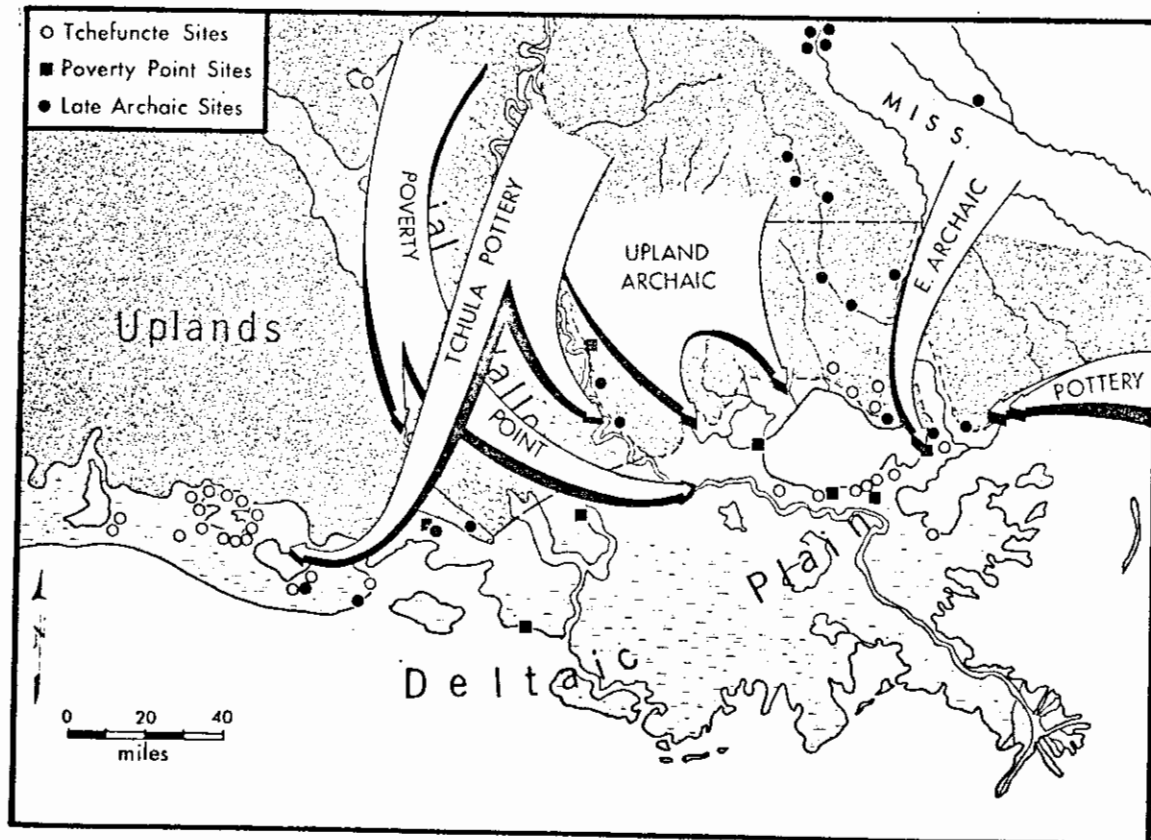 Tchefuncte Sites
Poverty Point Sites
Late Archaic Sites
MISS.
POVERTY
POINT
ial
TCHULA POTTERY
UPLAND
ARCHAIC
E ARCHAIC
Uplands
POTTERY
Plain
Deltaic
0 20 40
miles